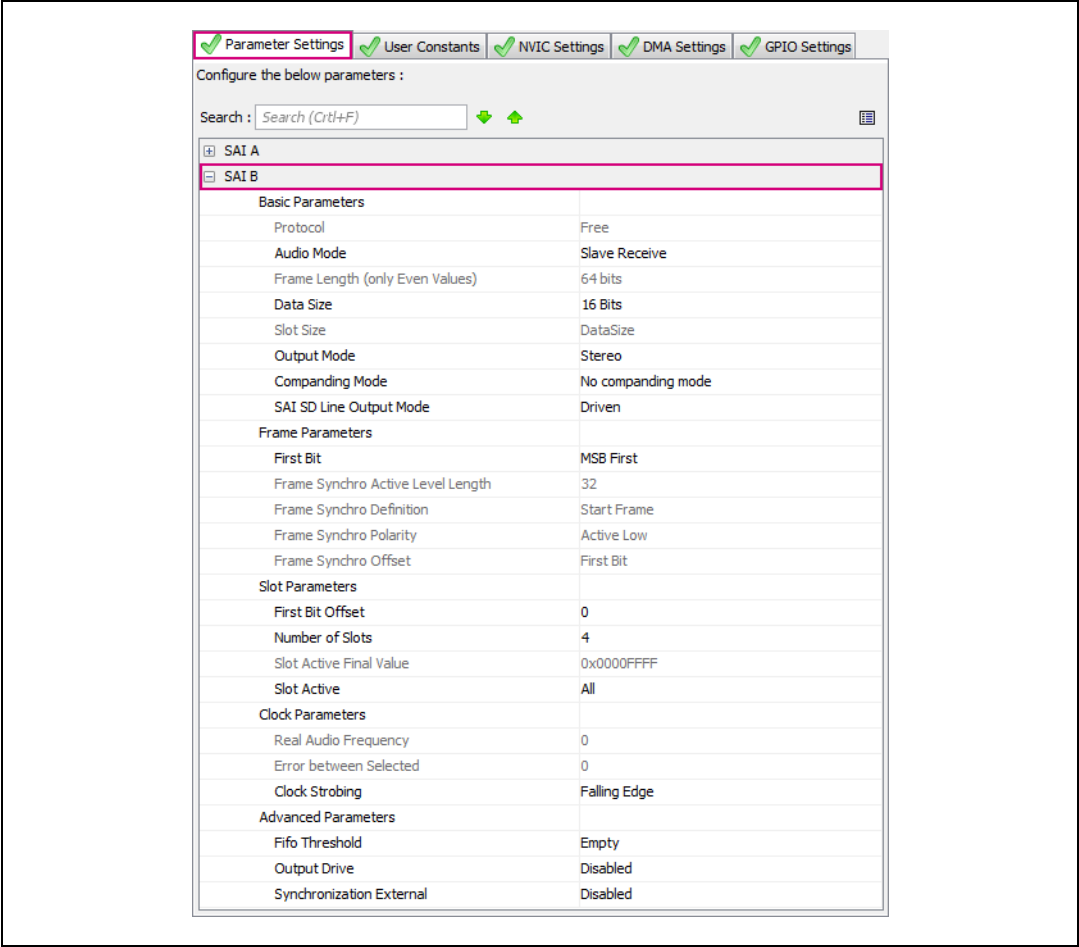 Parameter Settings User Constants NVIC Settings DMA Settings GPIO Settings
Configure the below parameters :
Search : Search (Crtl+F)
SAI A
SAI B
Basic Parameters
Protocol Free
Audio Mode Slave Receive
Frame Length (only Even Values) 64 bits
Data Size 16 Bits
Slot Size DataSize
Output Mode Stereo
Companding Mode No companding mode
SAI SD Line Output Mode Driven
Frame Parameters
First Bit MSB First
Frame Synchro Active Level Length 32
Frame Synchro Definition Start Frame
Frame Synchro Polarity Active Low
Frame Synchro Offset First Bit
Slot Parameters
First Bit Offset 0
Number of Slots 4
Slot Active Final Value 0x0000FFFF
Slot Active All
Clock Parameters
Real Audio Frequency 0
Error between Selected 0
Clock Strobing Falling Edge
Advanced Parameters
Fifo Threshold Empty
Output Drive Disabled
Synchronization External Disabled